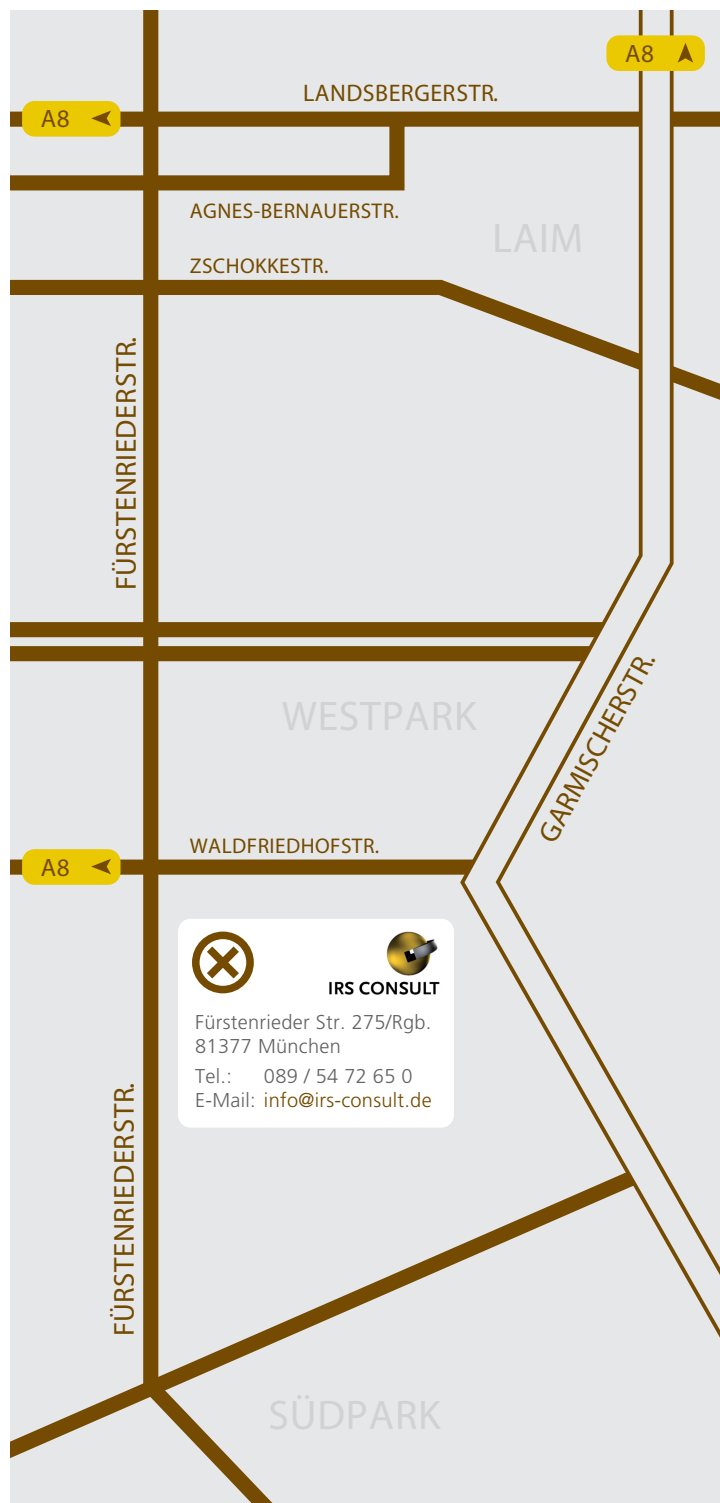 A8
LANDSBERGERSTR.
A8
AGNES-BERNAUERSTR.
LAIM
ZSCHOKKESTR.
FÜRSTENRIEDERSTR.
GARMISCHERSTR.
WESTPARK
WALDFRIEDHOFSTR.
A8
IRS CONSULT
Fürstenrieder Str. 275/Rgb.
81377 München
Tel.: 089 / 54 72 65 0
E-Mail: info@irs-consult.de
FÜRSTENRIEDERSTR.
SÜDPARK